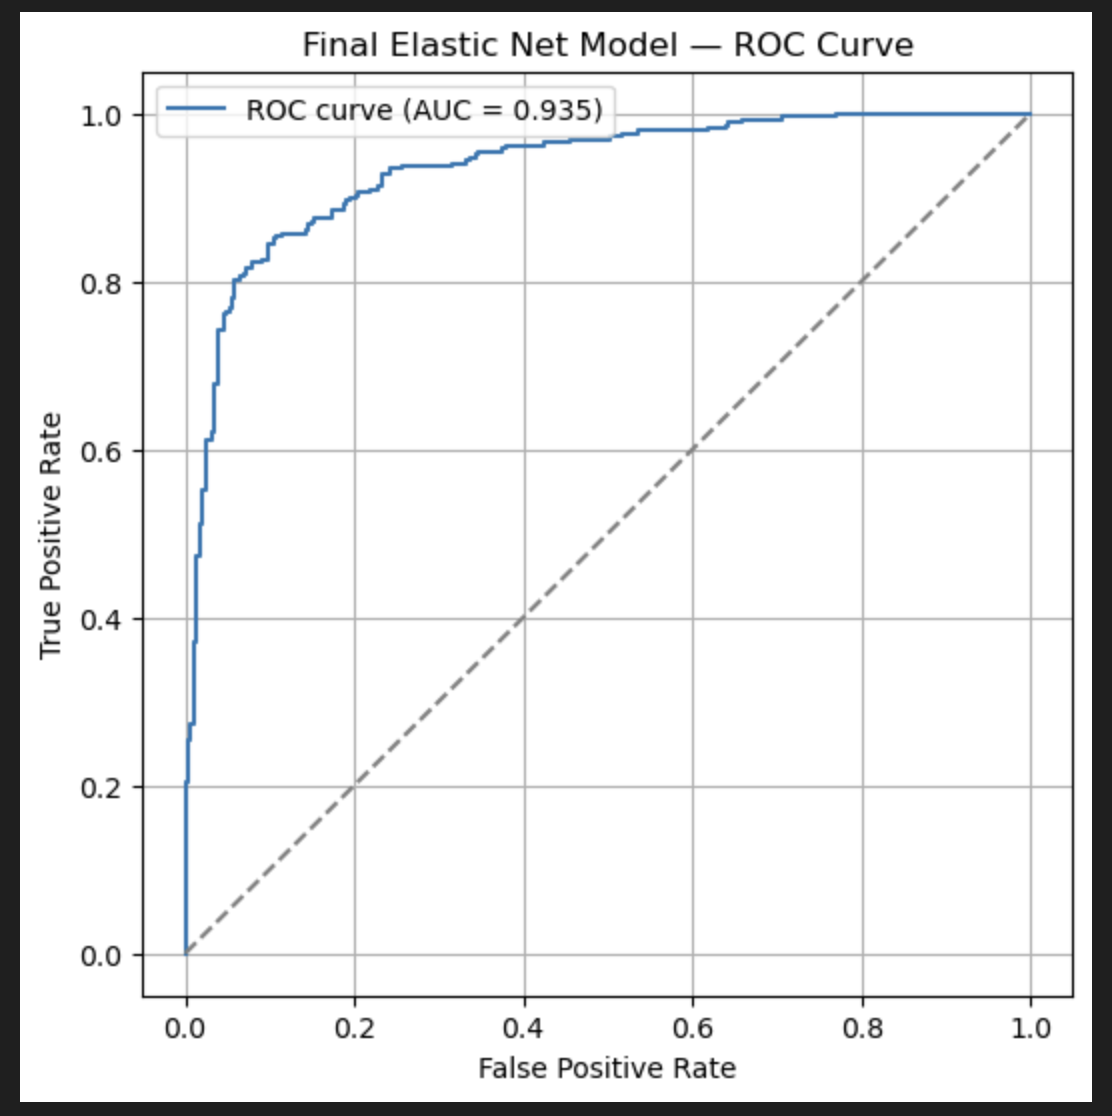 Final Elastic Net Model — ROC Curve
ROC curve (AUC = 0.935)
1.0
0.8
0.6
0.4
0.2
0.0
True Positive Rate
0.0 0.2 0.4 0.6 0.8 1.0
False Positive Rate